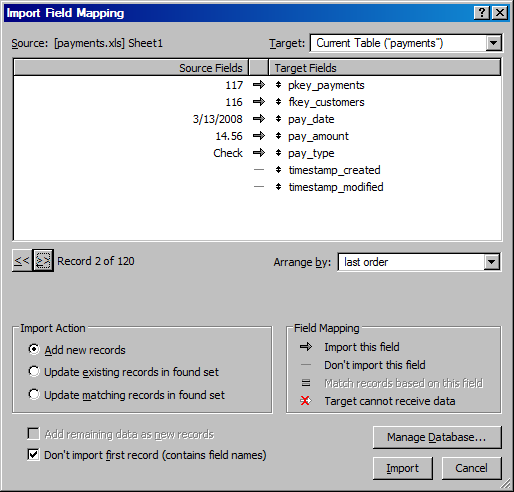 Import Field Mapping
Source: [payments.xls] Sheet1 Target: Current Table ("payments")
Source Fields Target Fields
117 pkey_payments
116 fkey_customers
3/13/2008 pay_date
14.56 pay_amount
Check pay_type
timestamp_created
timestamp_modified
<< >> Record 2 of 120 Arrange by: last order
Import Action Field Mapping
Add new records Import this field
Update existing records in found set Don't import this field
Update matching records in found set Match records based on this field
Target cannot receive data
Add remaining data as new records Manage Database...
Don't import first record (contains field names)
Import Cancel